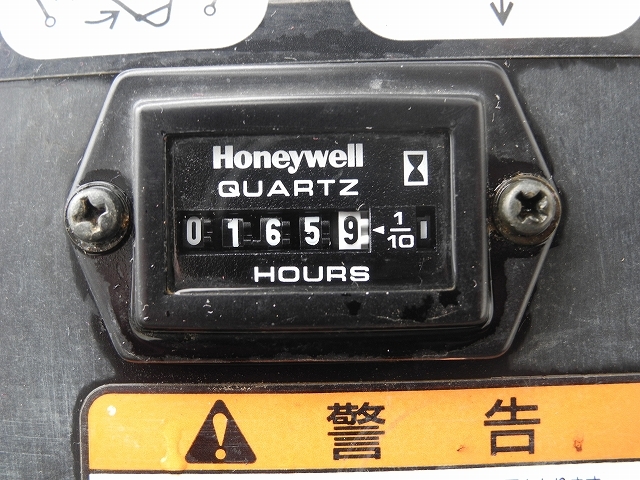 Honeywell
QUARTZ
0 1 6 5 9 ◄ 1/10
HOURS
警告